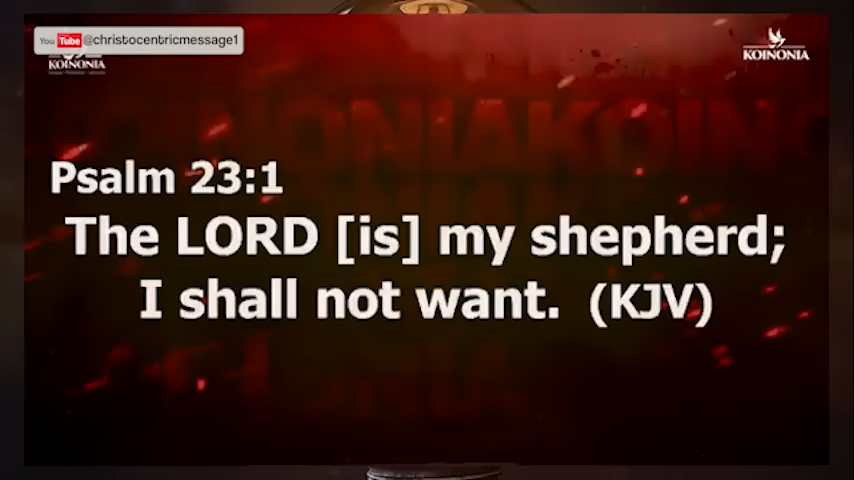 YouTube @christocentricmessage1
KOINONIA
KOINONIA
Psalm 23:1
The LORD [is] my shepherd;
I shall not want. (KJV)